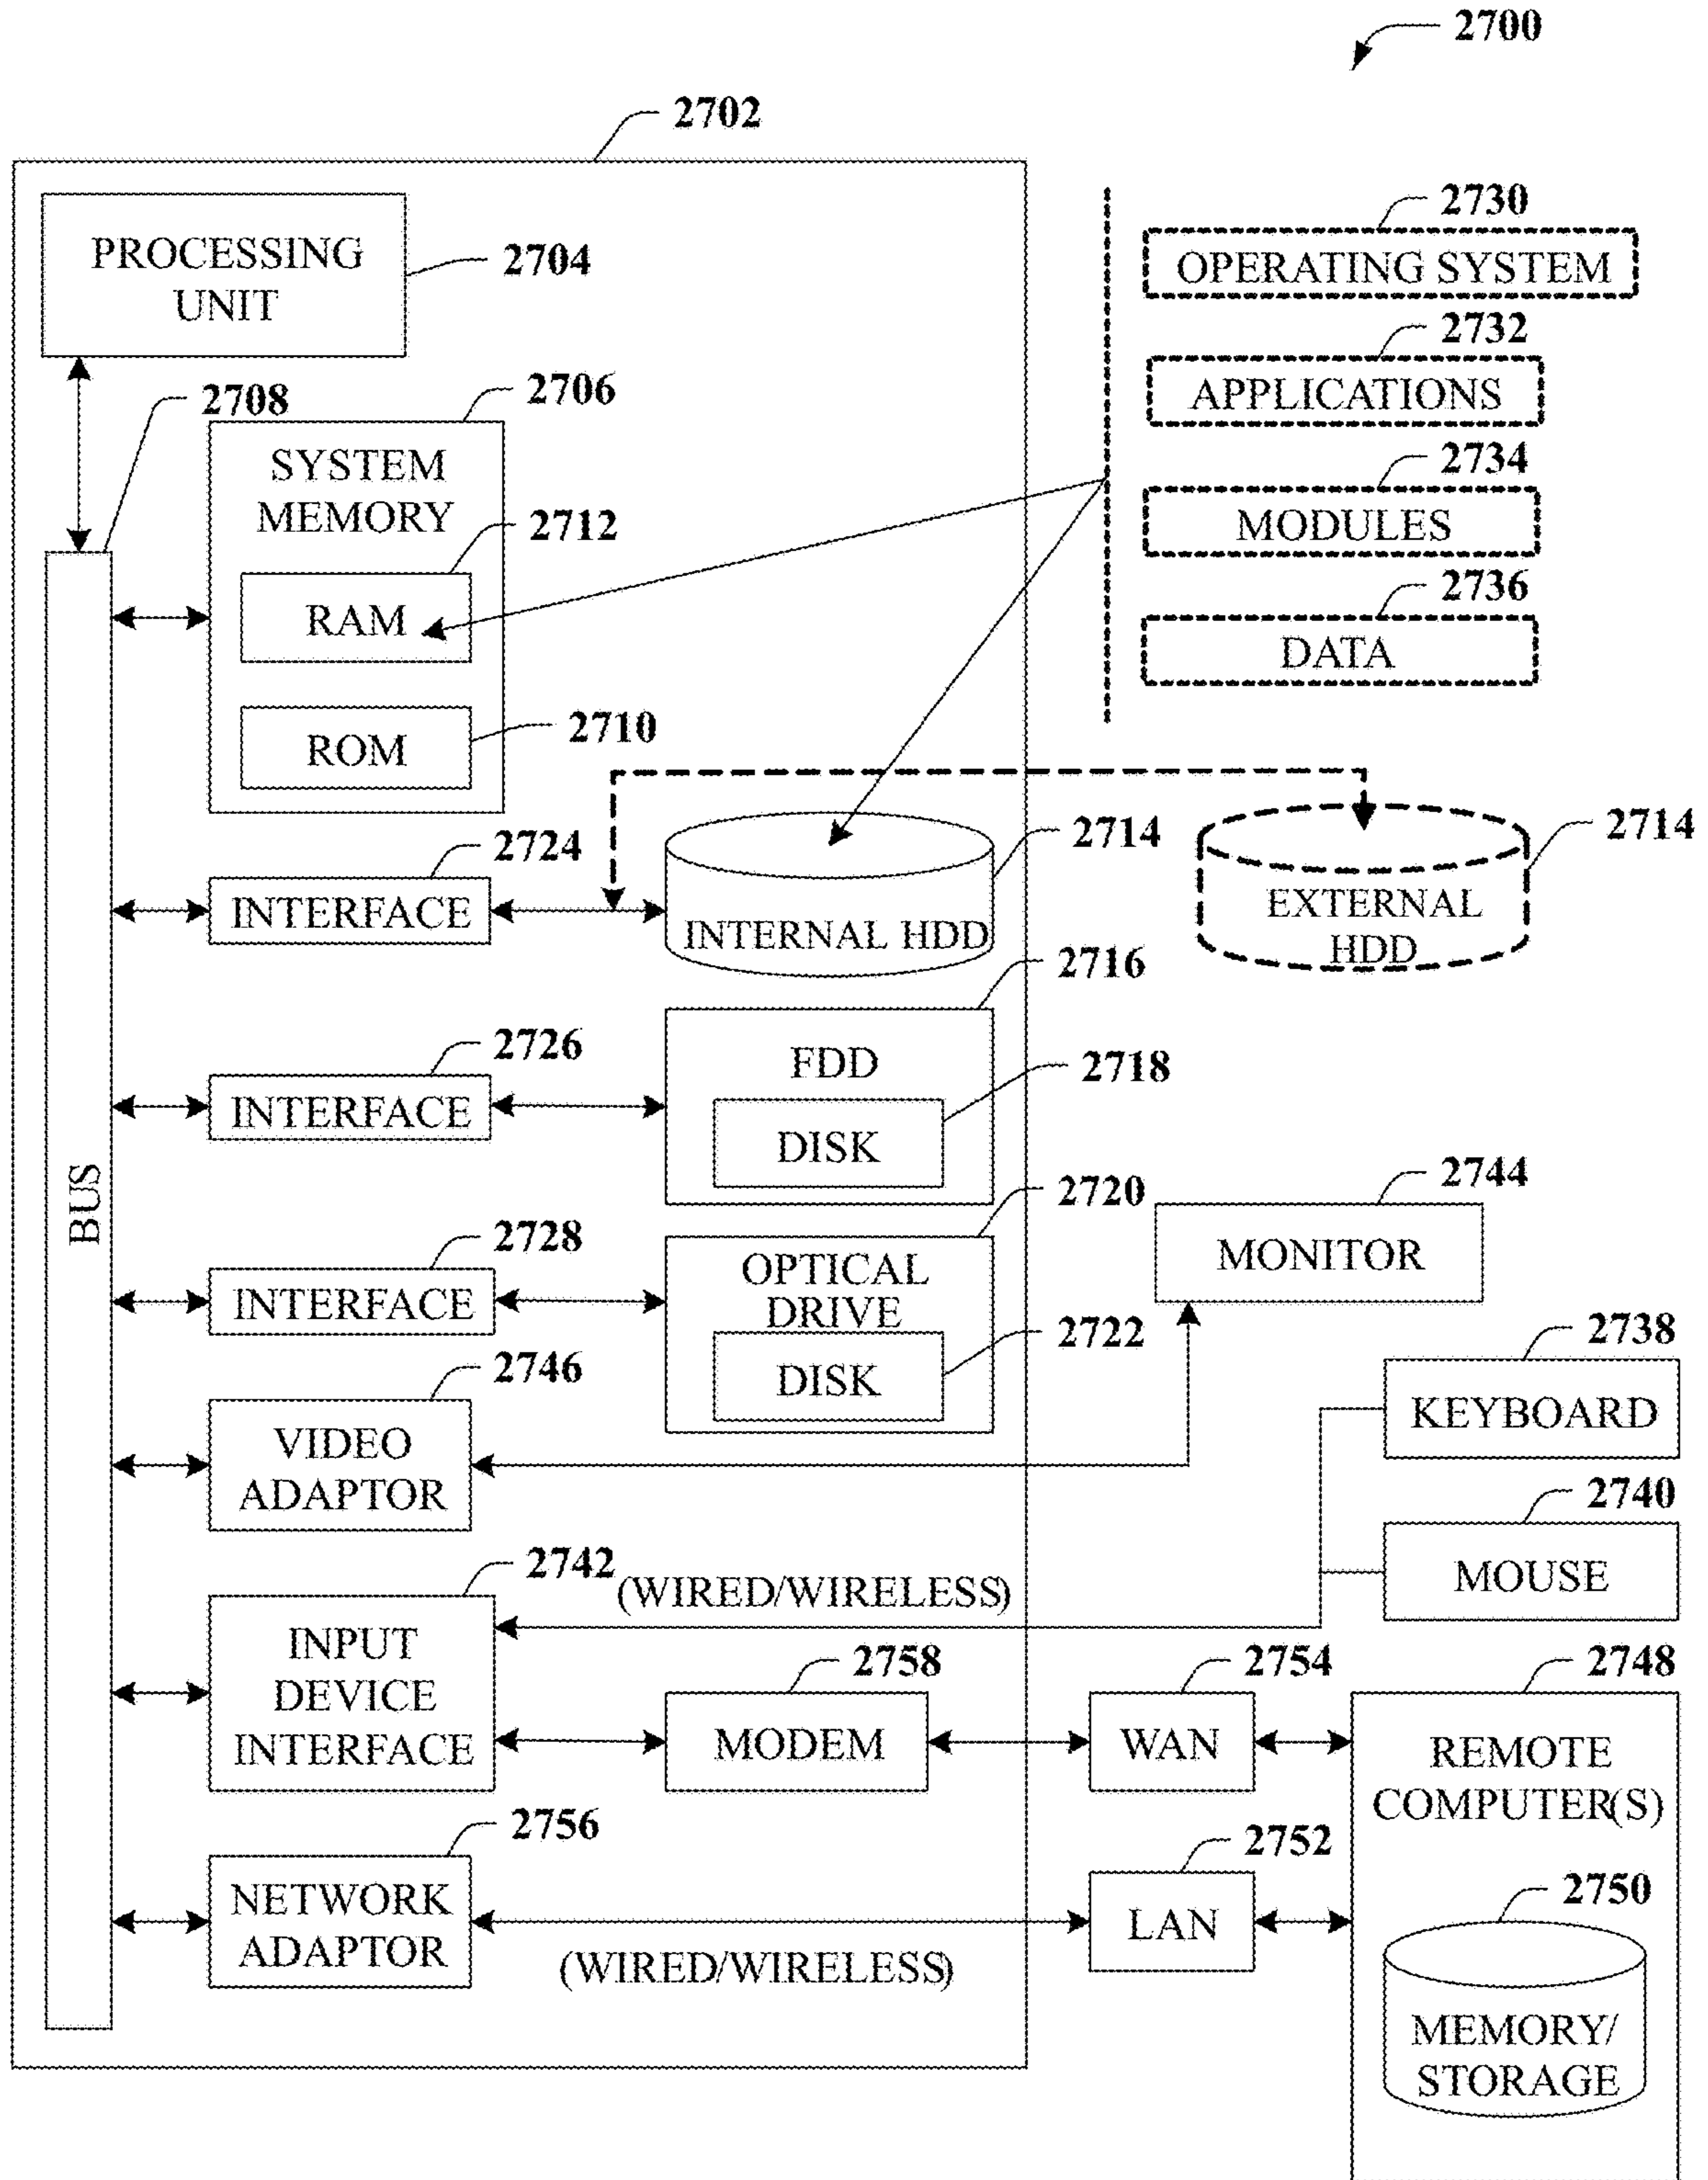 2700
2702
PROCESSING
UNIT
2704
2730
OPERATING SYSTEM
2732
APPLICATIONS
2734
MODULES
2736
DATA
2708
2706
SYSTEM
MEMORY
2712
RAM
2710
ROM
2724
INTERFACE
2714
INTERNAL HDD
2714
EXTERNAL
HDD
2726
INTERFACE
2716
FDD
2718
DISK
BUS
2728
INTERFACE
2720
OPTICAL
DRIVE
2722
DISK
2744
MONITOR
2746
VIDEO
ADAPTOR
2738
KEYBOARD
2740
MOUSE
2742
(WIRED/WIRELESS)
INPUT
DEVICE
INTERFACE
2758
MODEM
2754
WAN
2748
REMOTE
COMPUTER(S)
2756
NETWORK
ADAPTOR
(WIRED/WIRELESS)
2752
LAN
2750
MEMORY/
STORAGE